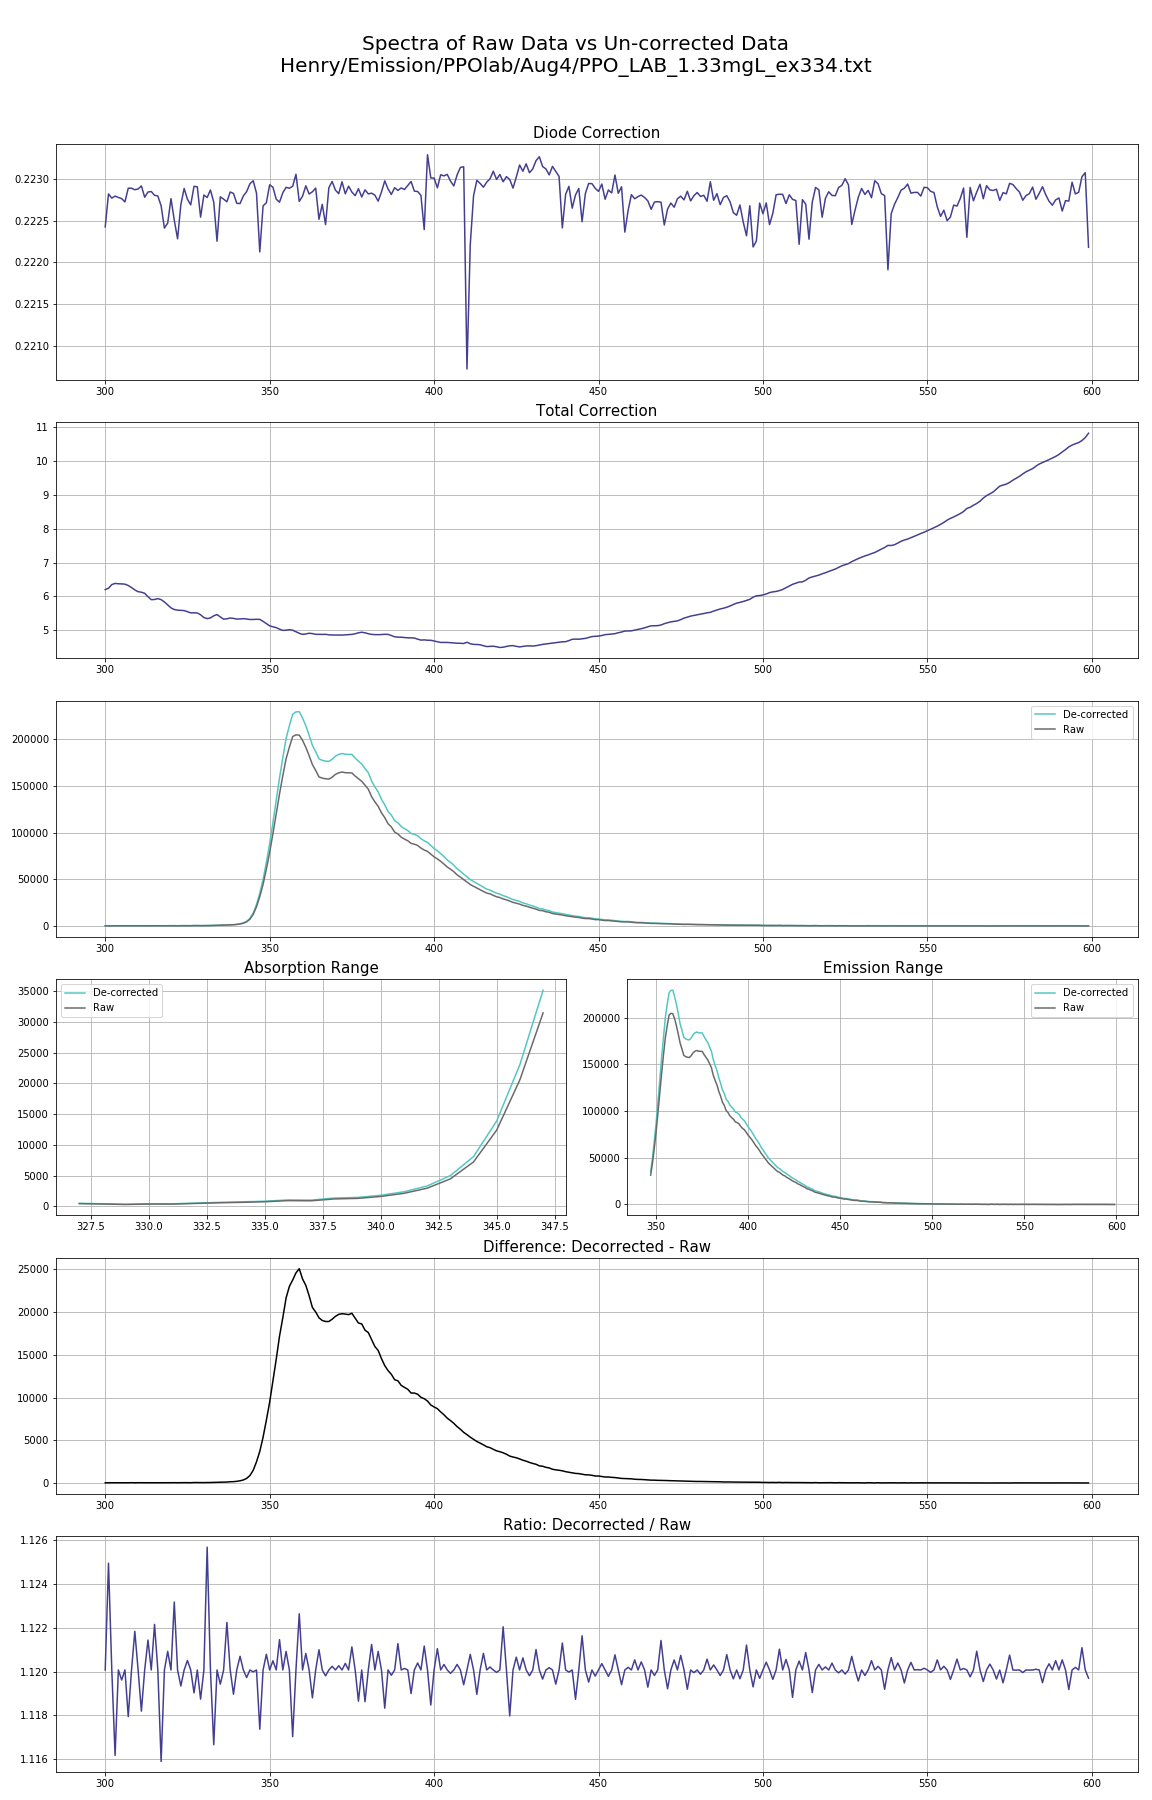 Spectra of Raw Data vs Un-corrected Data
Henry/Emission/PPOlab/Aug4/PPO_LAB_1.33mgL_ex334.txt
Diode Correction
0.2230
0.2225
0.2220
0.2215
0.2210
300 350 400 450 500 550 600
Total Correction
11
10
9
8
7
6
5
300 350 400 450 500 550 600
De-corrected
Raw
200000
150000
100000
50000
0
300 350 400 450 500 550 600
Absorption Range
De-corrected
Raw
35000
30000
25000
20000
15000
10000
5000
0
327.5 330.0 332.5 335.0 337.5 340.0 342.5 345.0 347.5
Emission Range
De-corrected
Raw
200000
150000
100000
50000
0
350 400 450 500 550 600
Difference: Decorrected - Raw
25000
20000
15000
10000
5000
0
300 350 400 450 500 550 600
Ratio: Decorrected / Raw
1.126
1.124
1.122
1.120
1.118
1.116
300 350 400 450 500 550 600